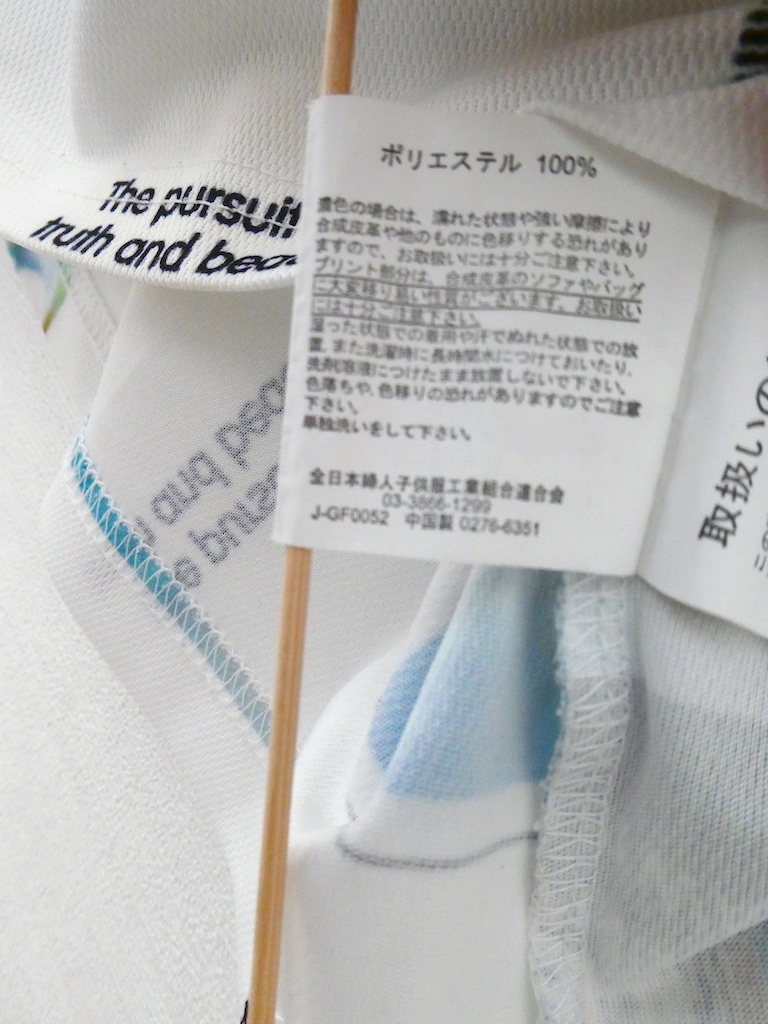 The pursuit
truth and bea
ポリエステル 100%
濃色の場合は、濡れた状態や強い摩擦により
合成皮革や他のものに色移りする恐れがあり
ますので、お取扱いには十分ご注意下さい。
プリント部分は、合成皮革のソファやバッグ
に大変移り易い性質がございます。お取扱い
には十分ご注意下さい。
湿った状態での着用や汗でぬれた状態での放
置、また洗濯時に長時間水につけておいたり、
洗剤溶液につけたまま放置しないで下さい。
色落ちや、色移りの恐れがありますのでご注意
下さい。
単独洗いをして下さい。
全日本婦人子供服工業組合連合会
03-3866-1299
J-GF0052 中国製 0276-6351
取扱いの